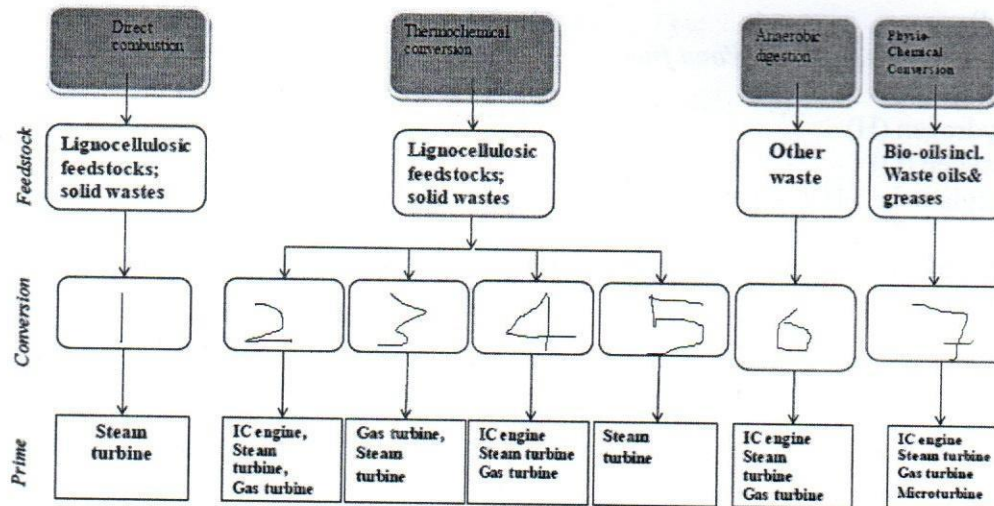 Direct
combustion
Thermochemical
conversion
Anaerobic
digestion
Physio-
Chemical
Conversion
Feedstock
Lignocellulosic
feedstocks;
solid wastes
Lignocellulosic
feedstocks;
solid wastes
Other
waste
Bio-oils incl.
Waste oils&
greases
Conversion
1
2
3
4
5
6
7
Prime
Steam
turbine
IC engine,
Steam
turbine,
Gas turbine
Gas turbine,
Steam
turbine
IC engine
Steam turbine
Gas turbine
Steam
turbine
IC engine
Steam
turbine
Gas turbine
IC engine
Steam turbine
Gas turbine
Microturbine